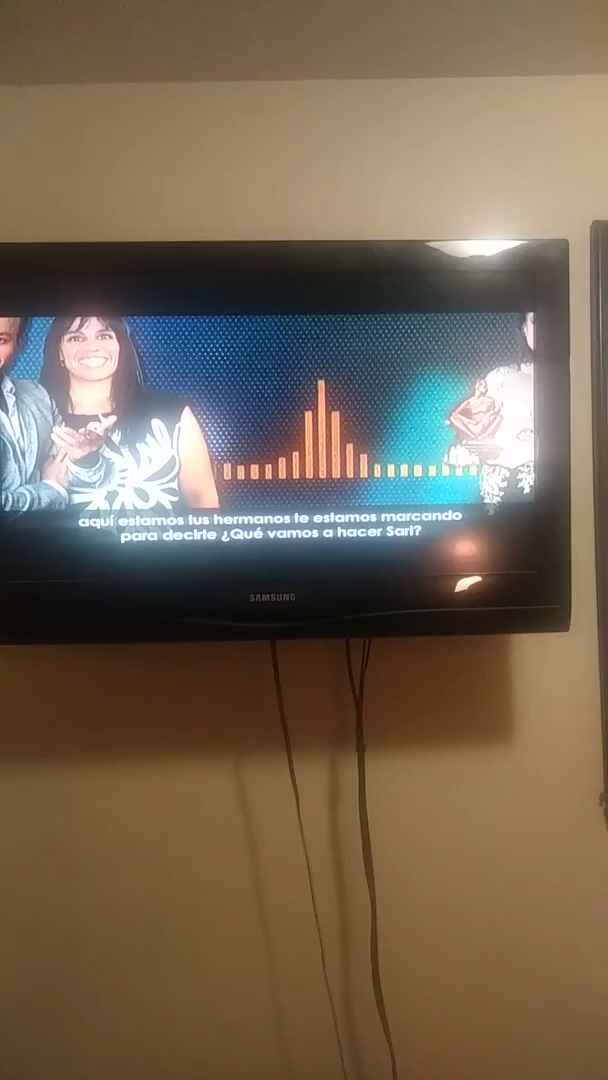 aquí estamos tus hermanos te estamos marcando
para decirte ¿Qué vamos a hacer Sari?
SAMSUNG